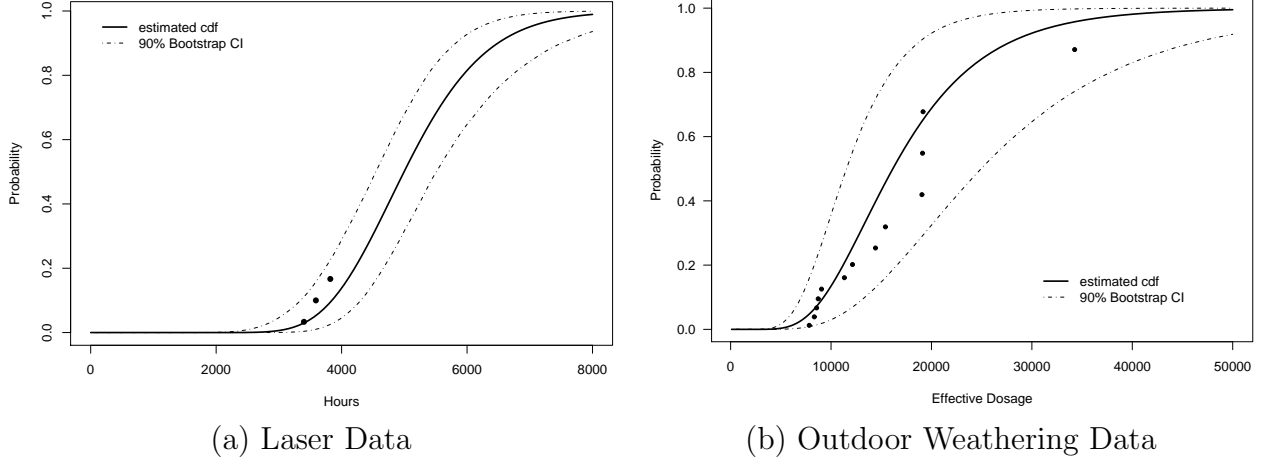 1.0
0.8
0.6
0.4
0.2
0.0
Probability
estimated cdf
90% Bootstrap CI
0 2000 4000 6000 8000
Hours
(a) Laser Data
1.0
0.8
0.6
0.4
0.2
0.0
Probability
estimated cdf
90% Bootstrap CI
0 10000 20000 30000 40000 50000
Effective Dosage
(b) Outdoor Weathering Data